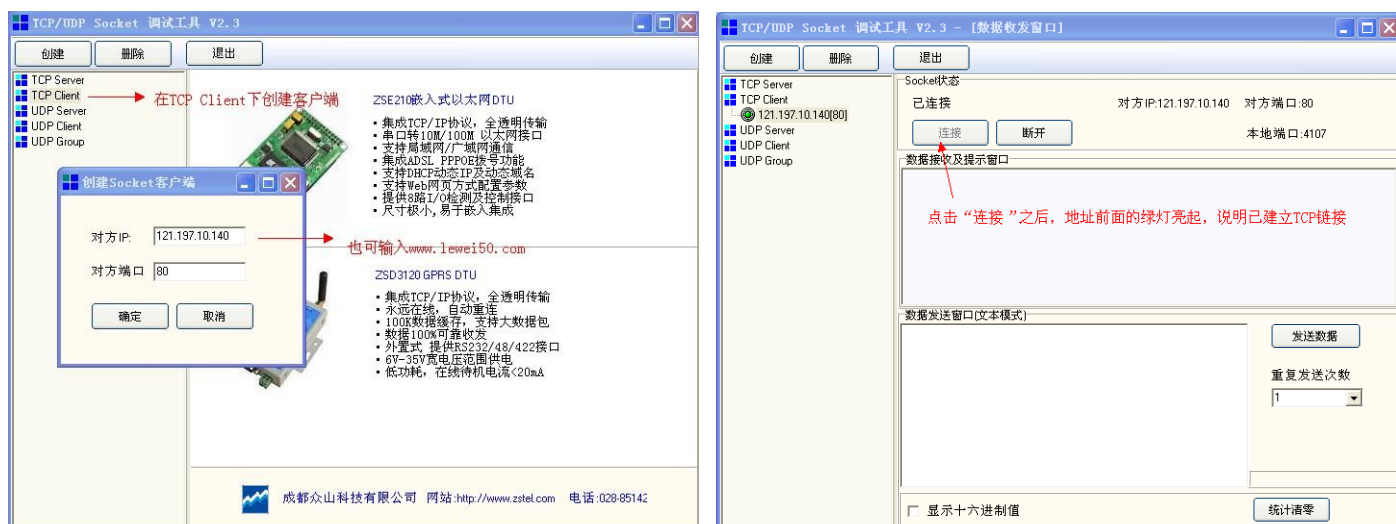 TCP/UDP Socket 调试工具 V2.3
创建
删除
退出
TCP Server
TCP Client
UDP Server
UDP Client
UDP Group
在TCP Client下创建客户端
ZSE210嵌入式以太网DTU
▪ 集成TCP/IP协议，全透明传输
▪ 串口转10M/100M 以太网接口
▪ 支持局域网/广域网通信
▪ 集成ADSL PPPOE拨号功能
▪ 支持DHCP动态IP及动态域名
▪ 支持Web网页方式配置参数
▪ 提供8路I/O检测及控制接口
▪ 尺寸极小,易于嵌入集成
创建Socket客户端
对方IP: 121.197.10.140
对方端口 80
确定
取消
也可输入www.lewei50.com
ZSD3120 GPRS DTU
▪ 集成TCP/IP协议，全透明传输
▪ 永远在线，自动重连
▪ 100K数据缓存，支持大数据包
▪ 数据100%可靠收发
▪ 外置式 提供RS232/48/422接口
▪ 6V-35V宽电压范围供电
▪ 低功耗，在线待机电流<20mA
成都众山科技有限公司 网站:http://www.zstel.com 电话:028-85142
TCP/UDP Socket 调试工具 V2.3 - [数据收发窗口]
创建
删除
退出
TCP Server
TCP Client
121.197.10.140[80]
UDP Server
UDP Client
UDP Group
Socket状态
已连接
对方IP:121.197.10.140 对方端口:80
连接
断开
本地端口:4107
数据接收及提示窗口
点击“连接 ”之后，地址前面的绿灯亮起，说明已建立TCP链接
数据发送窗口(文本模式)
发送数据
重复发送次数
1
显示十六进制值
统计清零